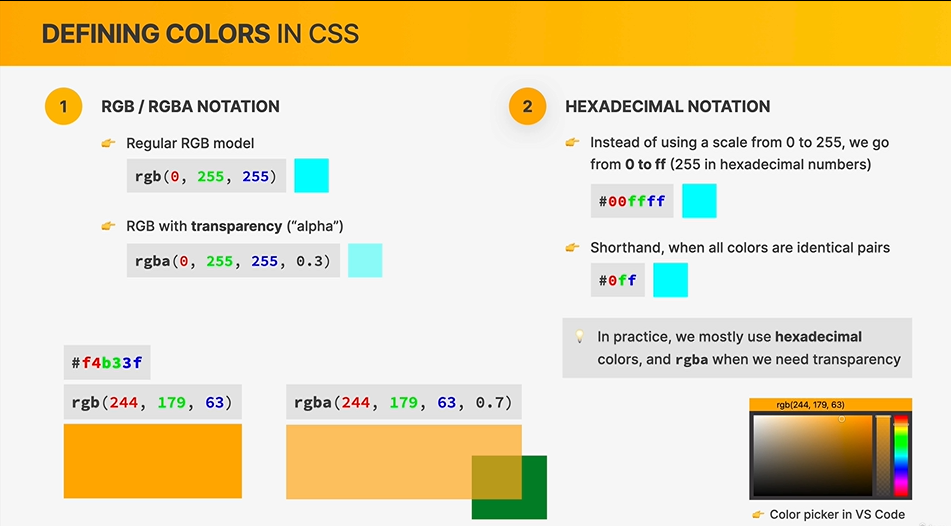 DEFINING COLORS IN CSS
1
RGB / RGBA NOTATION
Regular RGB model
rgb(0, 255, 255)
RGB with transparency (“alpha”)
rgba(0, 255, 255, 0.3)
#f4b33f
rgb(244, 179, 63)
rgba(244, 179, 63, 0.7)
2
HEXADECIMAL NOTATION
Instead of using a scale from 0 to 255, we go
from 0 to ff (255 in hexadecimal numbers)
#00ffff
Shorthand, when all colors are identical pairs
#0ff
In practice, we mostly use hexadecimal
colors, and rgba when we need transparency
rgb(244, 179, 63)
Color picker in VS Code